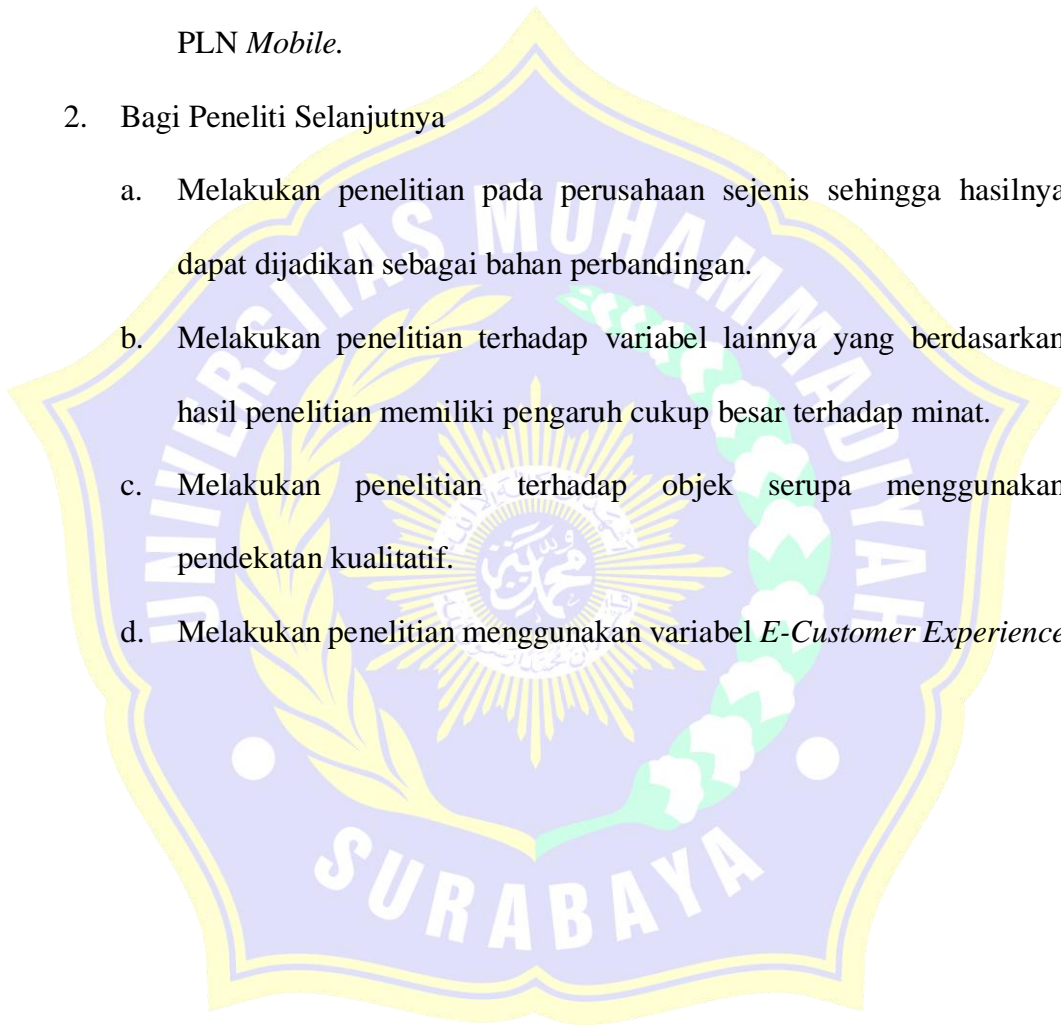 PLN Mobile.
2. Bagi Peneliti Selanjutnya
a. Melakukan penelitian pada perusahaan sejenis sehingga hasilnya
dapat dijadikan sebagai bahan perbandingan.
b. Melakukan penelitian terhadap variabel lainnya yang berdasarkan
hasil penelitian memiliki pengaruh cukup besar terhadap minat.
c. Melakukan penelitian terhadap objek serupa menggunakan
pendekatan kualitatif.
d. Melakukan penelitian menggunakan variabel E-Customer Experience
UNIVERSITAS MUHAMMADIYAH
SURABAYA